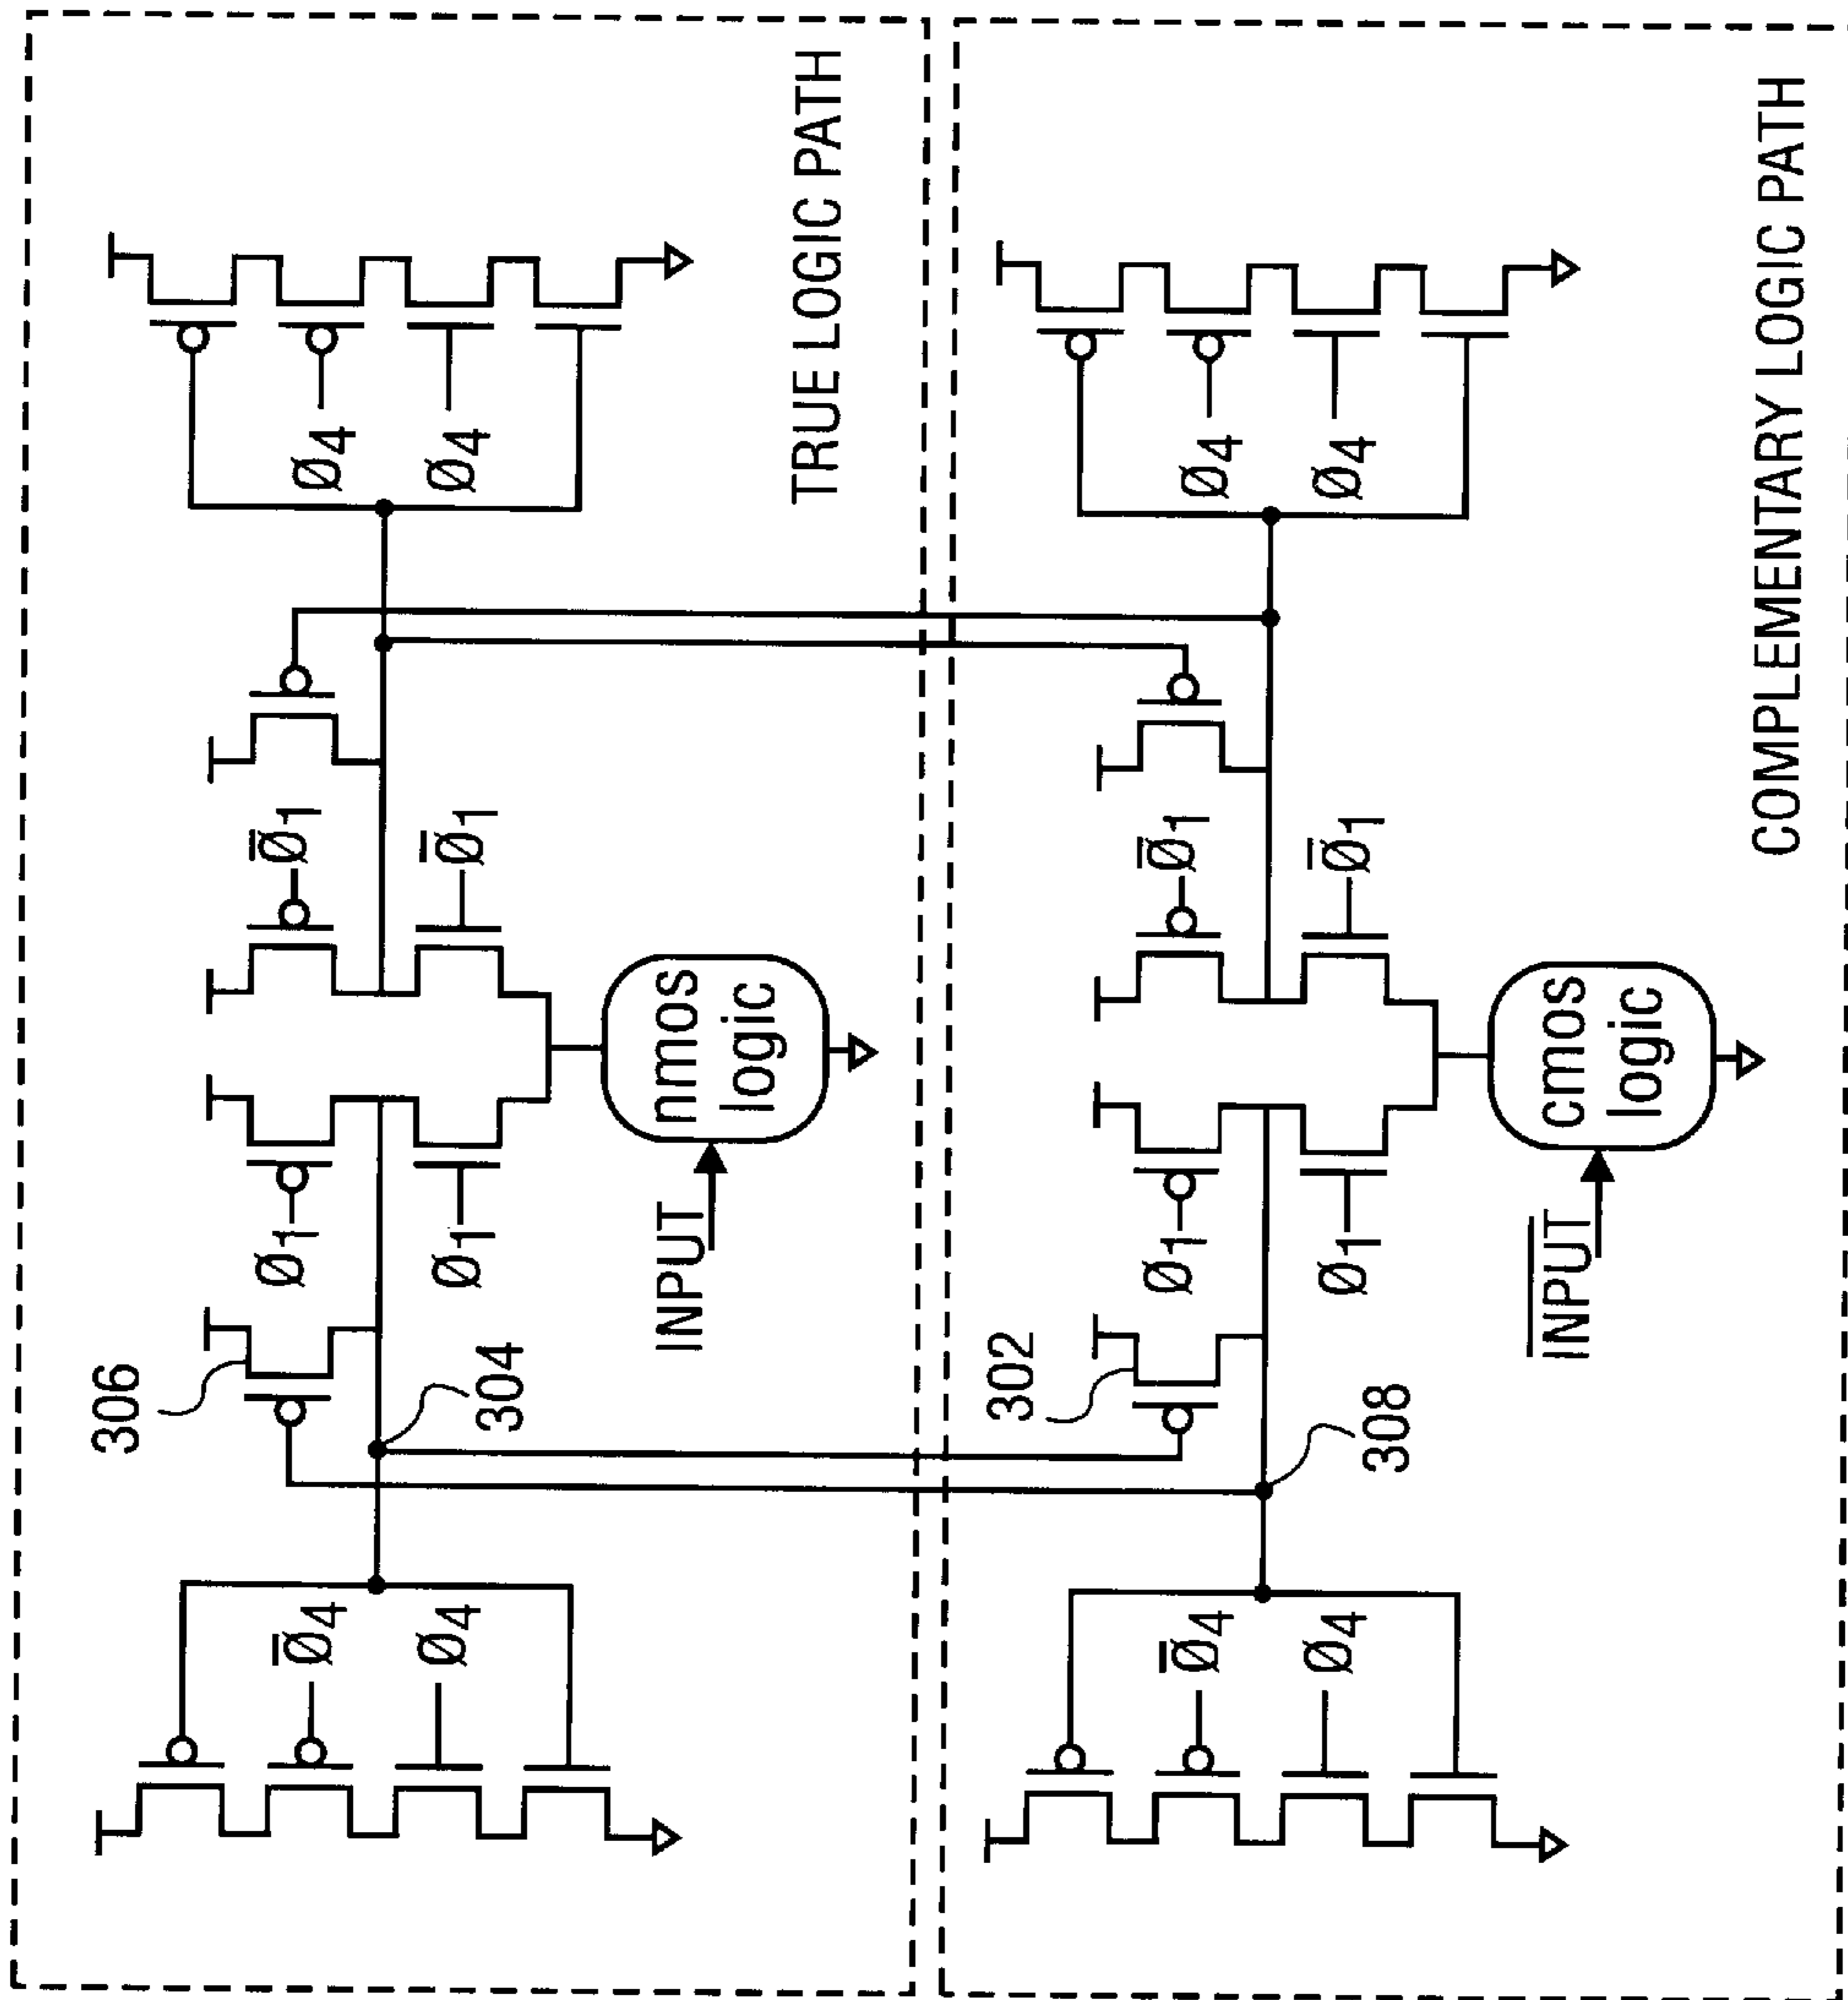 TRUE LOGIC PATH
306
304
Ø̅4
Ø4
Ø1
Ø1
Ø̅1
Ø̅1
Ø4
Ø4
nmos
logic
INPUT
COMPLEMENTARY LOGIC PATH
302
308
Ø̅4
Ø4
Ø1
Ø1
Ø̅1
Ø̅1
Ø4
Ø4
cmos
logic
I̅N̅P̅U̅T̅